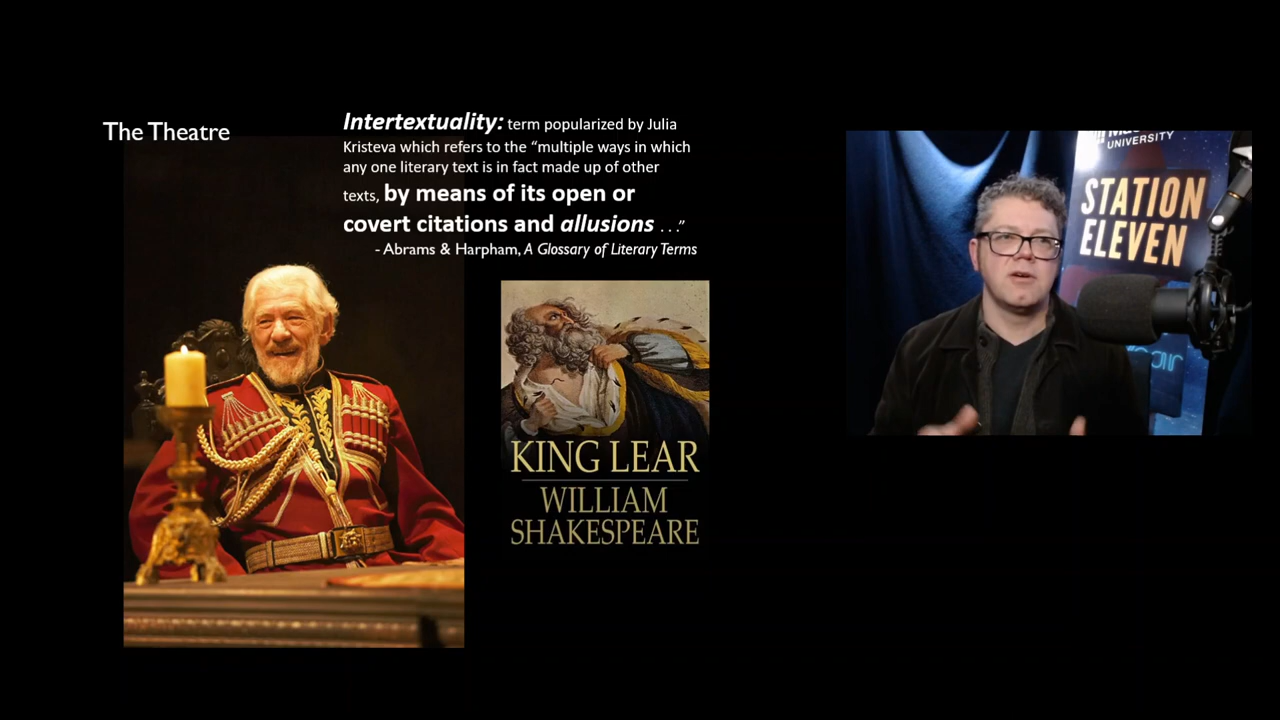 The Theatre
Intertextuality: term popularized by Julia
Kristeva which refers to the “multiple ways in which
any one literary text is in fact made up of other
texts, by means of its open or
covert citations and allusions . . .”
- Abrams & Harpham, A Glossary of Literary Terms
KING LEAR
WILLIAM
SHAKESPEARE
UNIVERSITY
STATION
ELEVEN